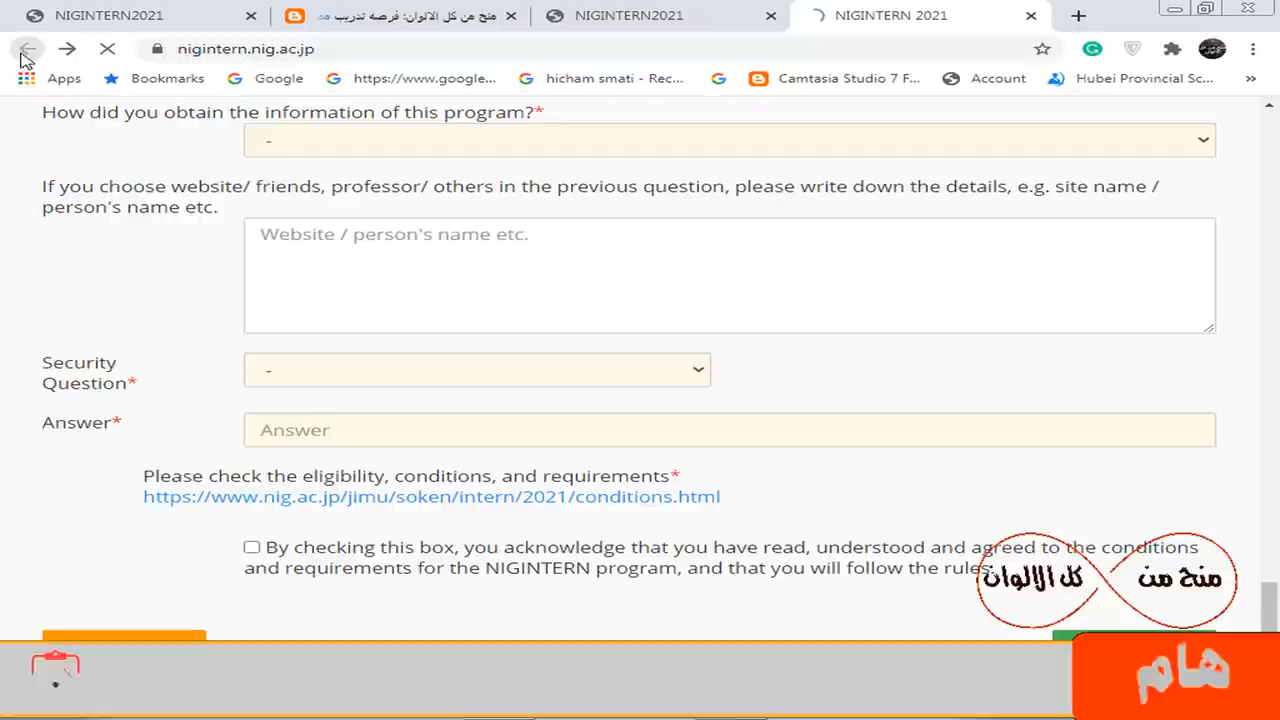 NIGINTERN2021
منح من كل الالوان: فرصة تدريب
NIGINTERN2021
NIGINTERN 2021
nigintern.nig.ac.jp
Apps
Bookmarks
Google
https://www.google...
hicham smati - Rec...
Camtasia Studio 7 F...
Account
Hubei Provincial Sc...
»
How did you obtain the information of this program?*
-
If you choose website/ friends, professor/ others in the previous question, please write down the details, e.g. site name /
person's name etc.
Website / person's name etc.
Security
Question*
-
Answer*
Answer
Please check the eligibility, conditions, and requirements*
https://www.nig.ac.jp/jimu/soken/intern/2021/conditions.html
By checking this box, you acknowledge that you have read, understood and agreed to the conditions
and requirements for the NIGINTERN program, and that you will follow the rules.
منح من كل الالوان
هام